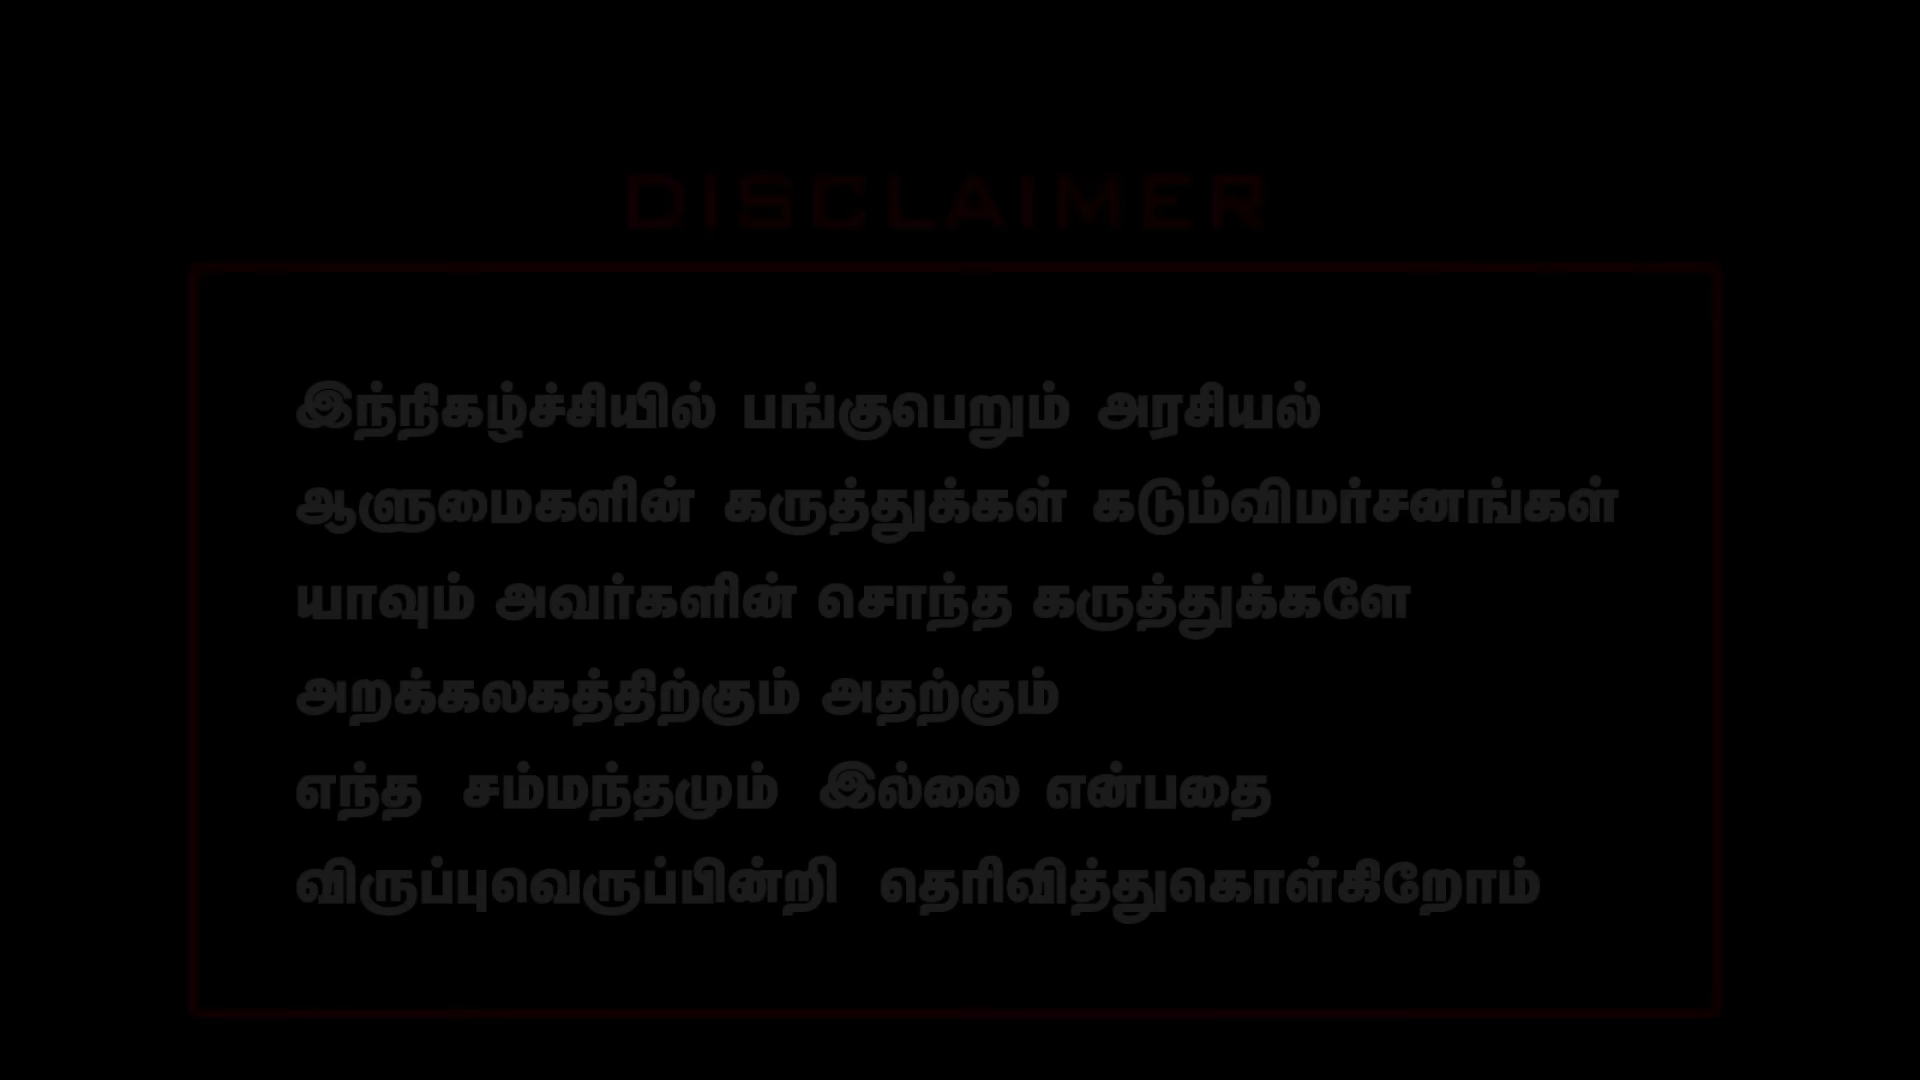 DISCLAIMER
இந்நிகழ்ச்சியில் பங்குபெறும் அரசியல்
ஆளுமைகளின் கருத்துக்கள் கடும்விமர்சனங்கள்
யாவும் அவர்களின் சொந்த கருத்துக்களே
அறக்கலகத்திற்கும் அதற்கும்
எந்த சம்மந்தமும் இல்லை என்பதை
விருப்புவெருப்பின்றி தெரிவித்துகொள்கிறோம்